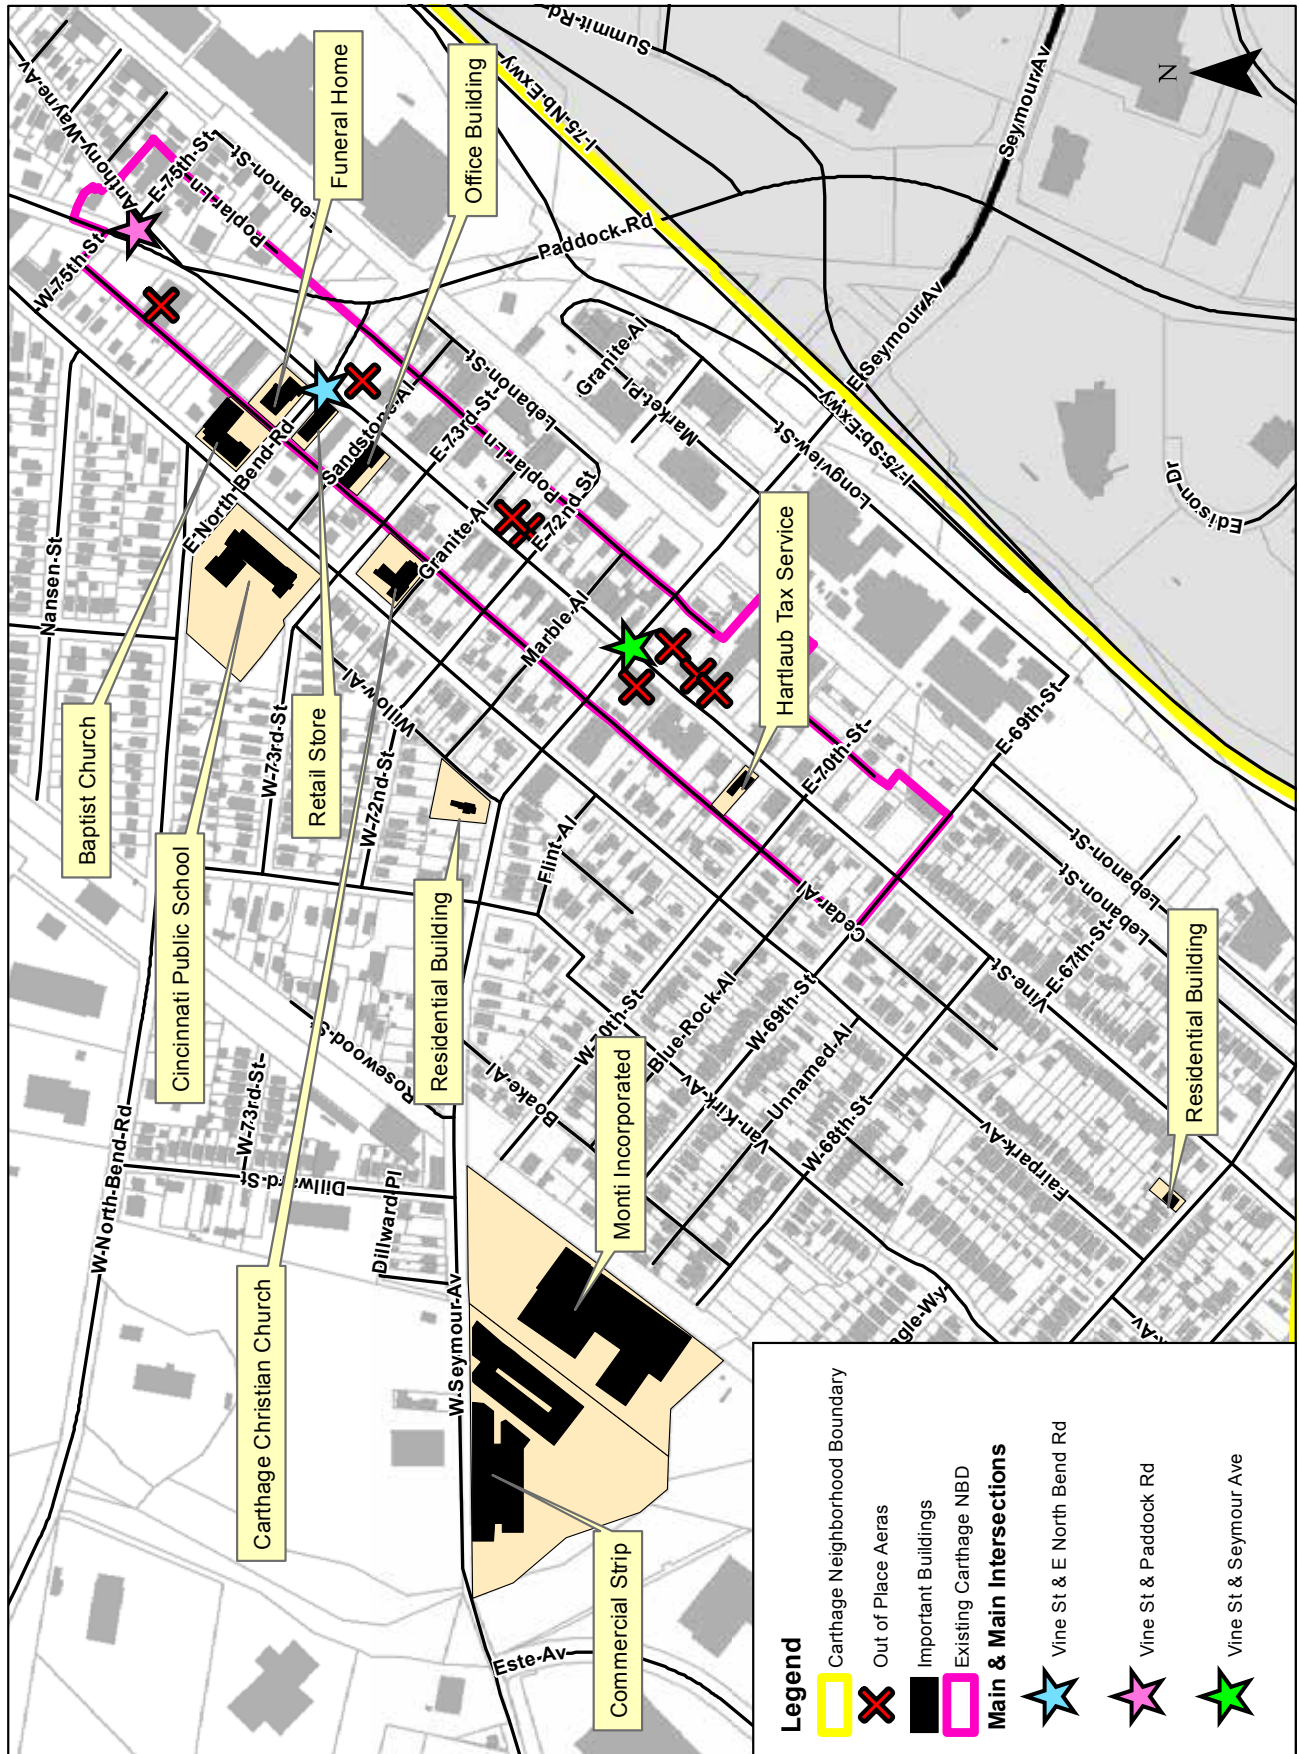 Summit-Rd
Wayne-Av
Anthony-Wayne-Av
E-75th-St
Lebanon-St
Poplar-Ln
W-75th-St
Funeral Home
Office Building
I-75-Nb-Exwy
Seymour-Av
N
Paddock-Rd
E-Seymour-Av
Granite-Al
Market-Pl
Market-St
Lebanon-St
E-73rd-St
Sandstone-Al
E-North-Bend-Rd
Poplar-Ln
E-72nd-St
Granite-Al
Longview-St
I-75-Sb-Exwy
Edison-Dr
Nansen-St
Marble-Al
Willow-Al
Hartlaub Tax Service
Baptist Church
Retail Store
W-73rd-St
W-72nd-St
E-70th-St
E-69th-St
Cincinnati Public School
Flint-Al
Cedar-Al
Residential Building
Lebanon-St
Lebanon-St
E-67th-St
Vine-St
Residential Building
W-70th-St
Blue-Rock-Al
W-69th-St
Unnamed-Al
Van-Kirk-Av
W-68th-St
Fairpark-Av
Rosewood-St
Boake-Al
Monti Incorporated
W-73rd-St
Dillward-St
Dillward-Pl
W-North-Bend-Rd
W-Seymour-Av
Carthage Christian Church
Commercial Strip
Este-Av
Legend
Carthage Neighborhood Boundary
Out of Place Aeras
Important Buildings
Existing Carthage NBD
Main & Main Intersections
Vine St & E North Bend Rd
Vine St & Paddock Rd
Vine St & Seymour Ave